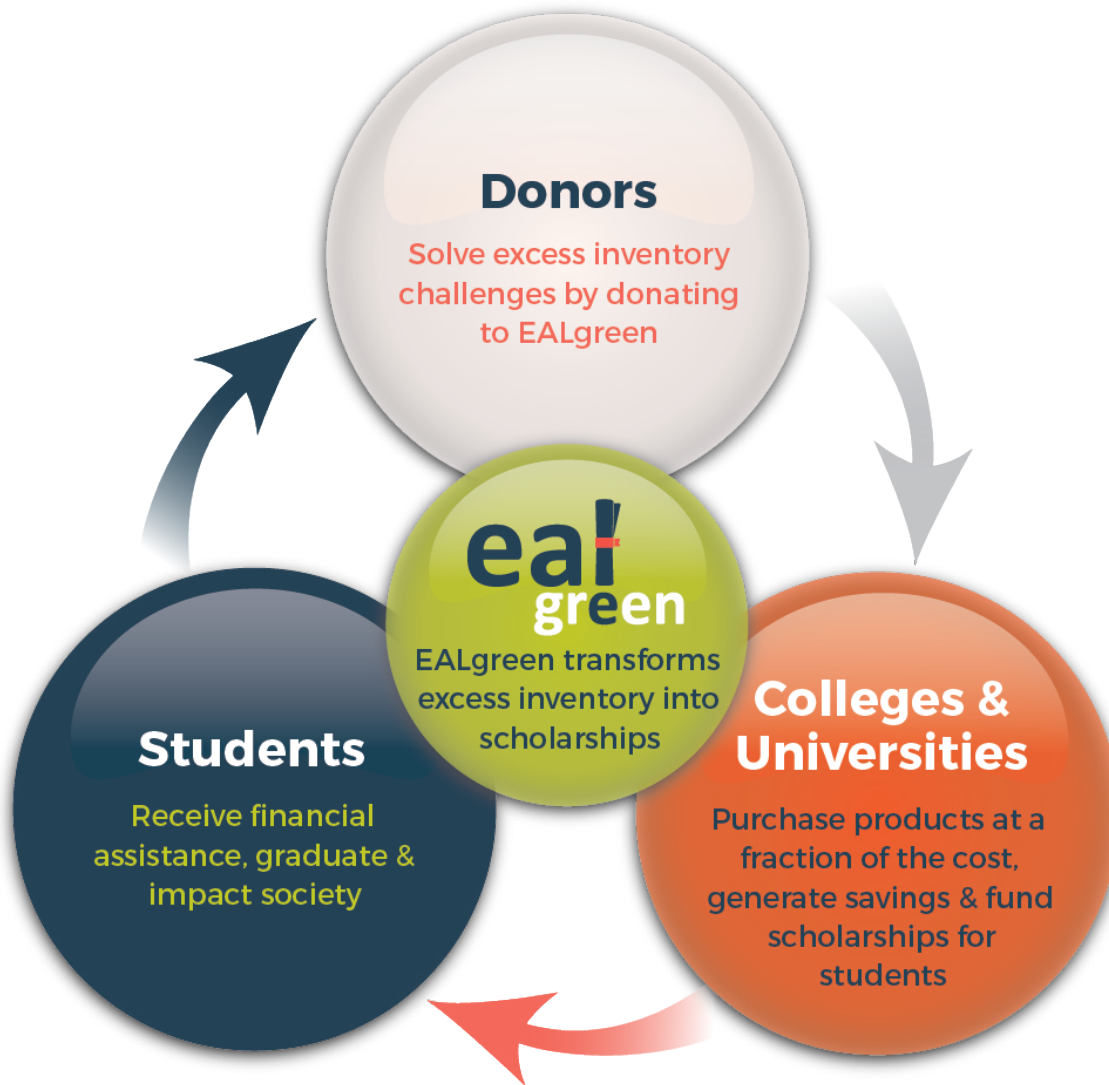 Donors
Solve excess inventory
challenges by donating
to EALgreen
eal
green
EALgreen transforms
excess inventory into
scholarships
Colleges &
Universities
Purchase products at a
fraction of the cost,
generate savings & fund
scholarships for
students
Students
Receive financial
assistance, graduate &
impact society